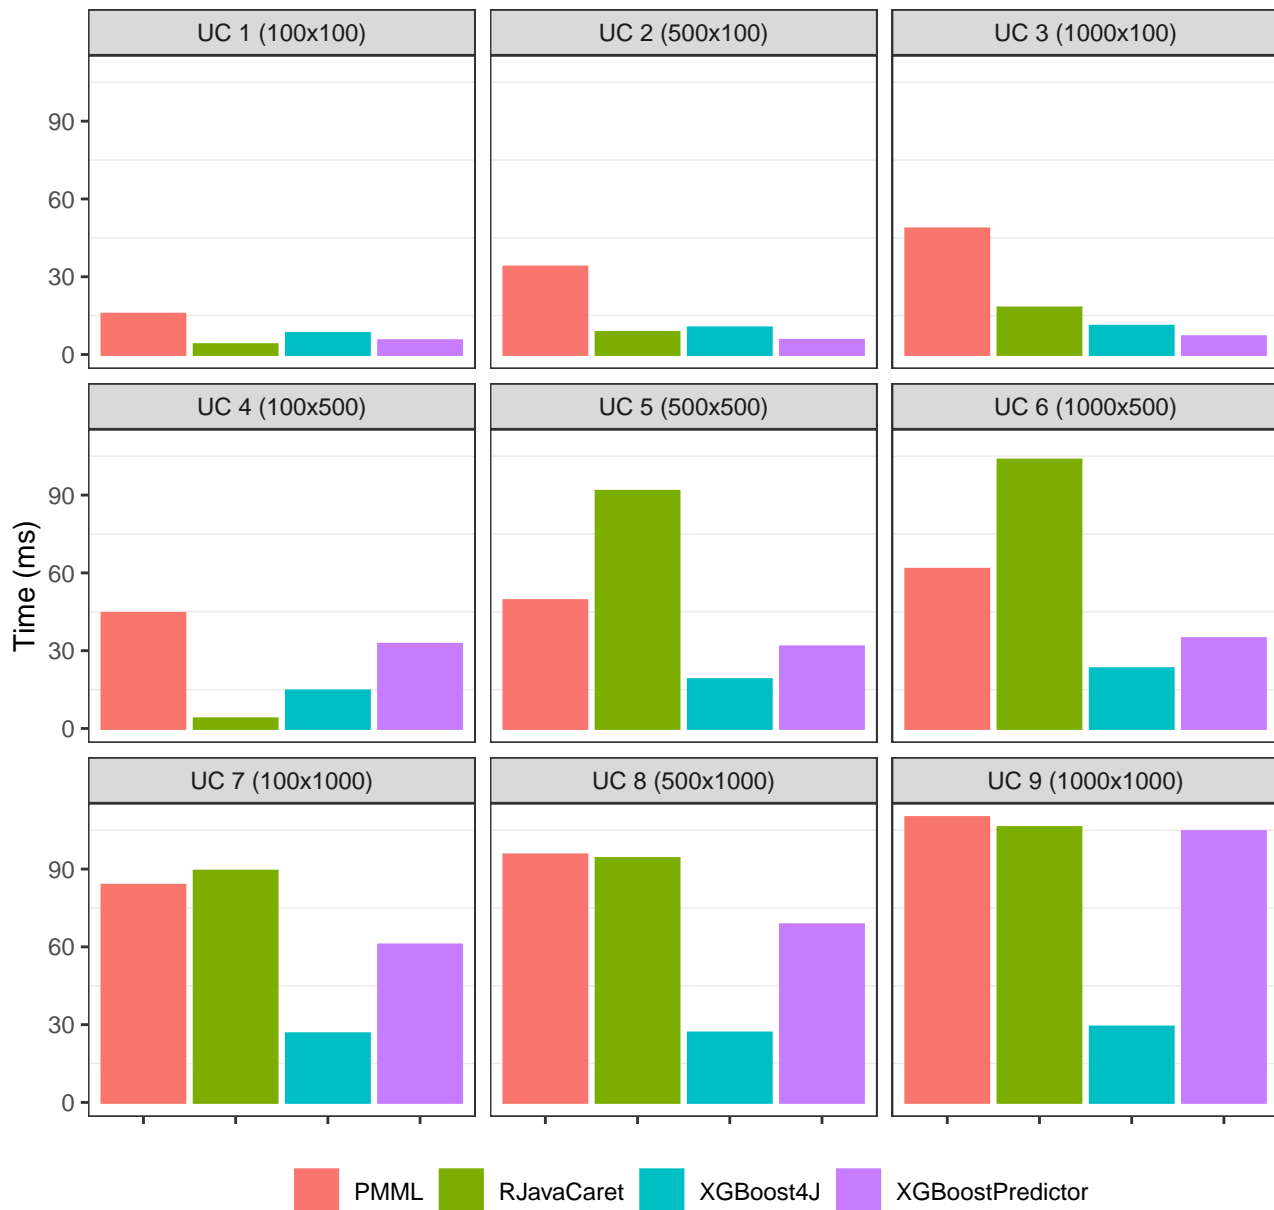 UC 1 (100x100) UC 2 (500x100) UC 3 (1000x100)
90
60
30
0
UC 4 (100x500) UC 5 (500x500) UC 6 (1000x500)
90
60
30
0
Time (ms)
UC 7 (100x1000) UC 8 (500x1000) UC 9 (1000x1000)
90
60
30
0
PMML RJavaCaret XGBoost4J XGBoostPredictor